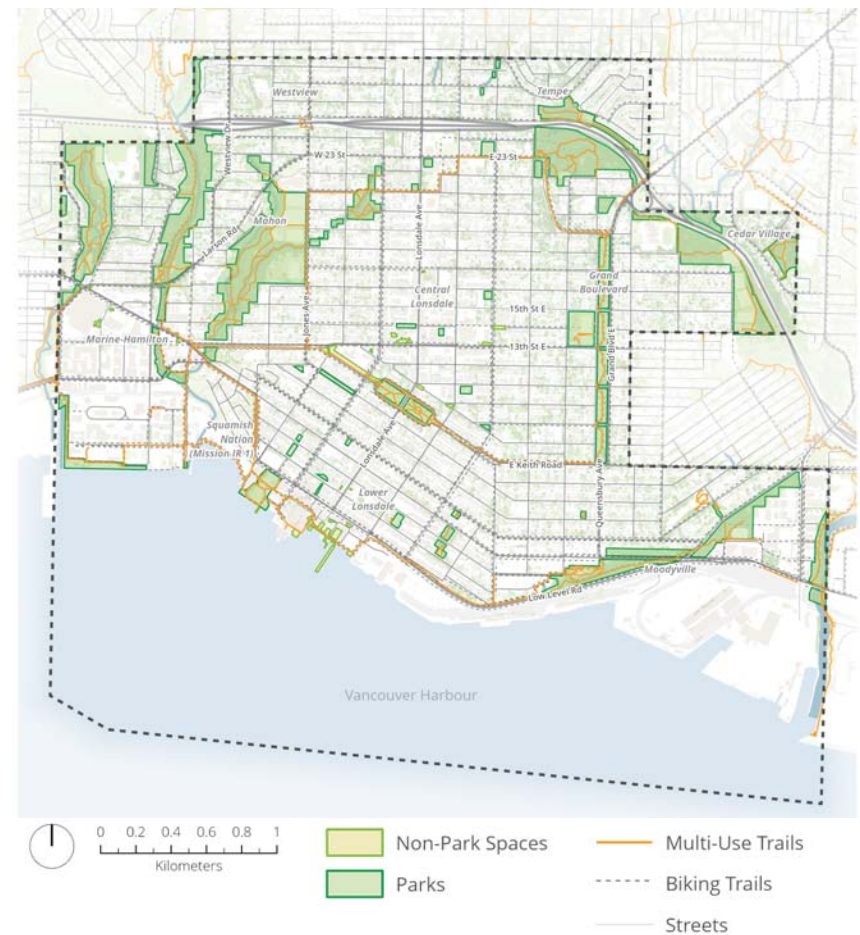 Westview
Tempe
Westview Dr
W 23 St
E 23 St
Larson Rd
Mahon
Lonsdale Ave
Cedar Village
Central
Lonsdale
Grand
Boulevard
Jones Ave
15th St E
13th St E
Grand Blvd E
Marine-Hamilton
Squamish
Nation
(Mission IR 1)
Lonsdale Ave
E Keith Road
Lower
Lonsdale
Queensbury Ave
Moodyville
Low Level Rd
Vancouver Harbour
0 0.2 0.4 0.6 0.8 1
Kilometers
Non-Park Spaces
Parks
Multi-Use Trails
Biking Trails
Streets